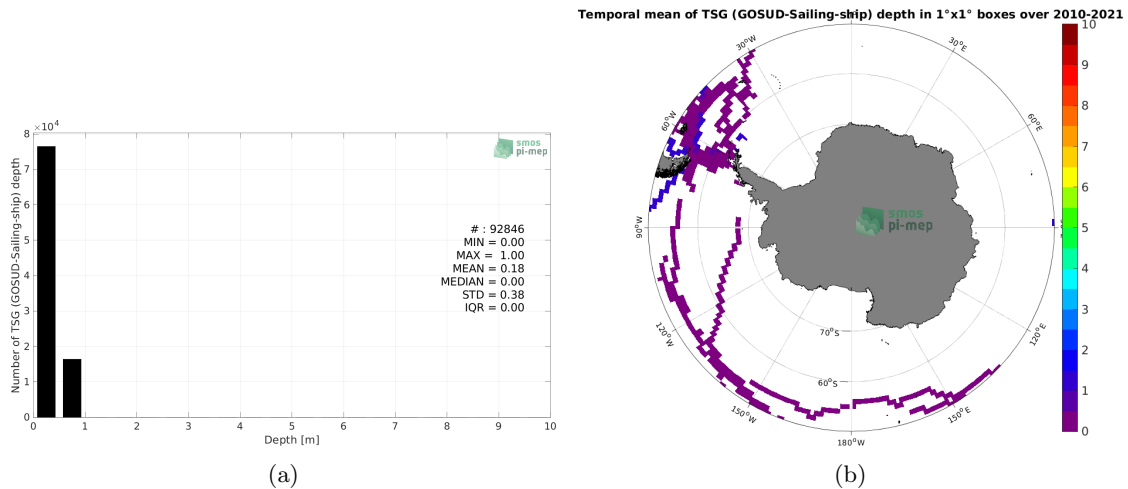 Temporal mean of TSG (GOSUD-Sailing-ship) depth in 1°x1° boxes over 2010-2021
×10⁴
8
7
6
5
4
3
2
1
0
Number of TSG (GOSUD-Sailing-ship) depth
smos
pi-mep
# : 92846
MIN = 0.00
MAX = 1.00
MEAN = 0.18
MEDIAN = 0.00
STD = 0.38
IQR = 0.00
0 1 2 3 4 5 6 7 8 9 10
Depth [m]
(a)
30°W
30°E
60°W
60°E
90°W
120°W
120°E
150°W
150°E
180°W
70°S
60°S
smos
pi-mep
10
9
8
7
6
5
4
3
2
1
0
(b)